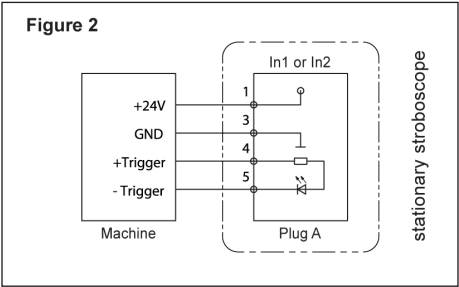 Figure 2
In1 or In2
1
+24V
3
GND
4
+Trigger
5
- Trigger
Machine
Plug A
stationary stroboscope